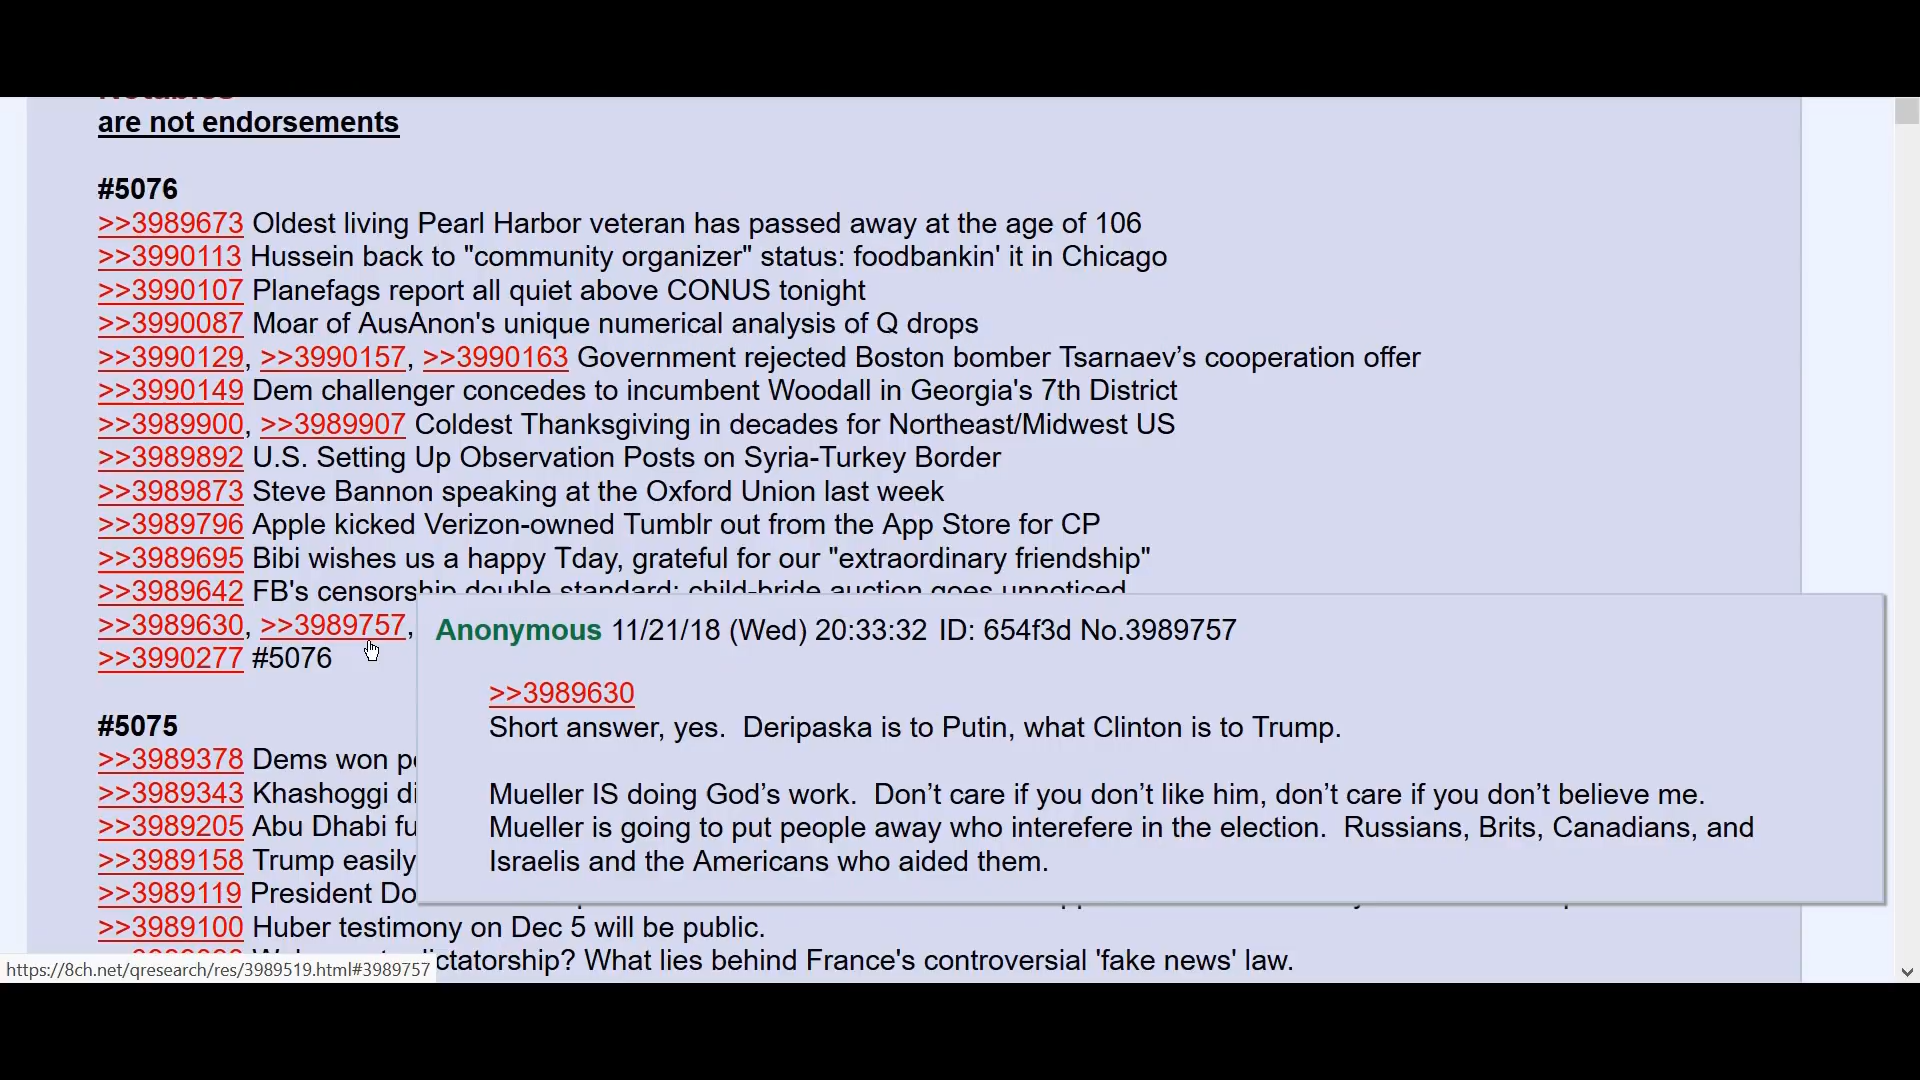 are not endorsements
#5076
>>3989673 Oldest living Pearl Harbor veteran has passed away at the age of 106
>>3990113 Hussein back to "community organizer" status: foodbankin' it in Chicago
>>3990107 Planefags report all quiet above CONUS tonight
>>3990087 Moar of AusAnon's unique numerical analysis of Q drops
>>3990129, >>3990157, >>3990163 Government rejected Boston bomber Tsarnaev’s cooperation offer
>>3990149 Dem challenger concedes to incumbent Woodall in Georgia's 7th District
>>3989900, >>3989907 Coldest Thanksgiving in decades for Northeast/Midwest US
>>3989892 U.S. Setting Up Observation Posts on Syria-Turkey Border
>>3989873 Steve Bannon speaking at the Oxford Union last week
>>3989796 Apple kicked Verizon-owned Tumblr out from the App Store for CP
>>3989695 Bibi wishes us a happy Tday, grateful for our "extraordinary friendship"
>>3989642 FB's censorship double standard: child-bride auction goes unnoticed
>>3989630, >>3989757,
>>3990277 #5076
Anonymous 11/21/18 (Wed) 20:33:32 ID: 654f3d No.3989757
>>3989630
Short answer, yes. Deripaska is to Putin, what Clinton is to Trump.
Mueller IS doing God’s work. Don’t care if you don’t like him, don’t care if you don’t believe me.
Mueller is going to put people away who interefere in the election. Russians, Brits, Canadians, and
Israelis and the Americans who aided them.
#5075
>>3989378 Dems won
>>3989343 Khashoggi
>>3989205 Abu Dhabi
>>3989158 Trump easily
>>3989119 President
>>3989100 Huber testimony on Dec 5 will be public.
What lies behind France's controversial 'fake news' law.
https://8ch.net/qresearch/res/3989519.html#3989757